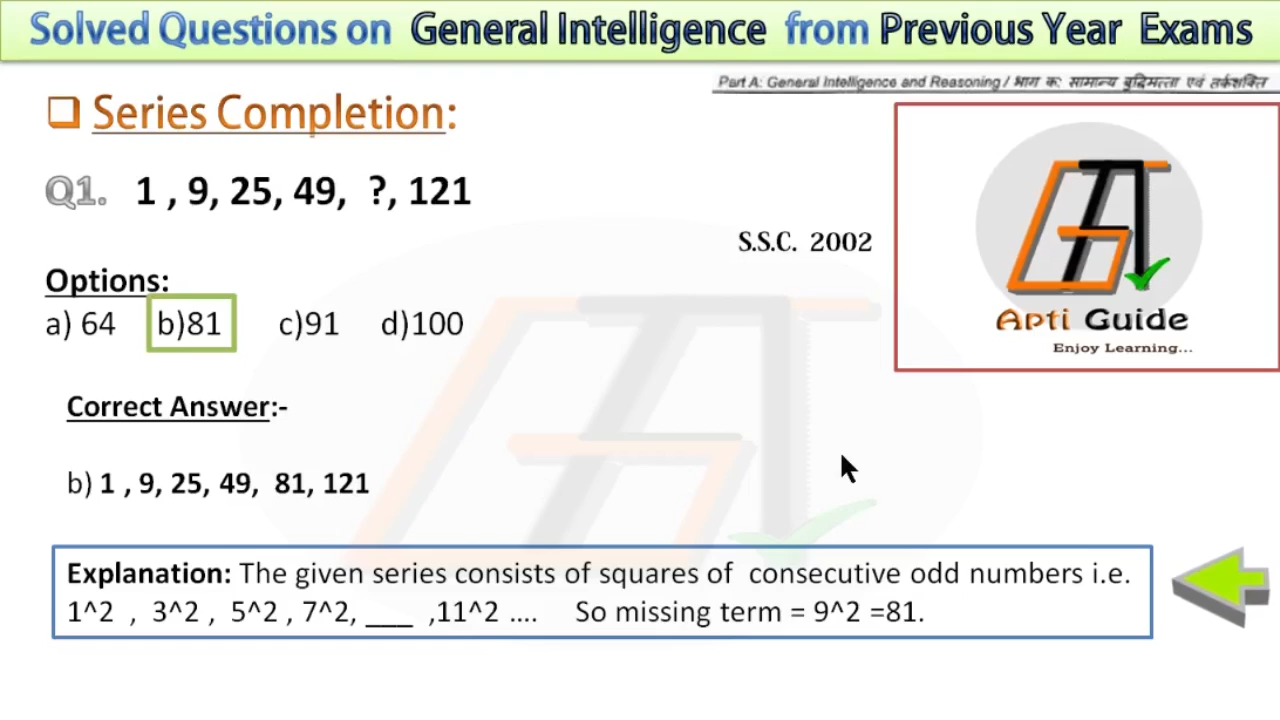 Solved Questions on General Intelligence from Previous Year Exams
Part A: General Intelligence and Reasoning / भाग क: सामान्य बुद्धिमत्ता एवं तर्कशक्ति
Series Completion:
Q1. 1 , 9, 25, 49, ?, 121
S.S.C. 2002
Options:
a) 64 b)81 c)91 d)100
Apti Guide
Enjoy Learning...
Correct Answer:-
b) 1 , 9, 25, 49, 81, 121
Explanation: The given series consists of squares of consecutive odd numbers i.e.
1^2 , 3^2 , 5^2 , 7^2, ___ ,11^2 .... So missing term = 9^2 =81.